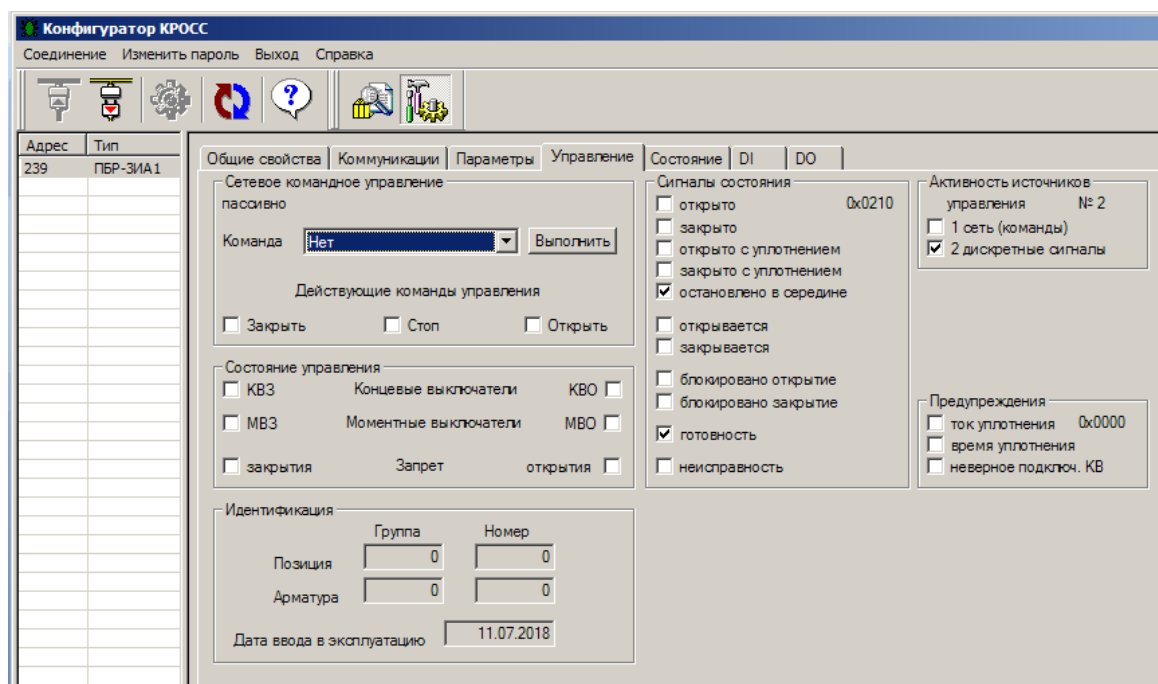 Конфигуратор КРОСС
Соединение Изменить пароль Выход Справка
Адрес Тип
239 ПБР-3ИА1
Общие свойства Коммуникации Параметры Управление Состояние DI DO
Сетевое командное управление
пассивно
Команда Нет Выполнить
Действующие команды управления
Закрыть Стоп Открыть
Состояние управления
КВЗ Концевые выключатели КВО
МВЗ Моментные выключатели МВО
закрытия Запрет открытия
Идентификация
Группа Номер
Позиция 0 0
Арматура 0 0
Дата ввода в эксплуатацию 11.07.2018
Сигналы состояния
открыто 0x0210
закрыто
открыто с уплотнением
закрыто с уплотнением
остановлено в середине
открывается
закрывается
блокировано открытие
блокировано закрытие
готовность
неисправность
Активность источников
управления № 2
1 сеть (команды)
2 дискретные сигналы
Предупреждения
ток уплотнения 0x0000
время уплотнения
неверное подключ. КВ